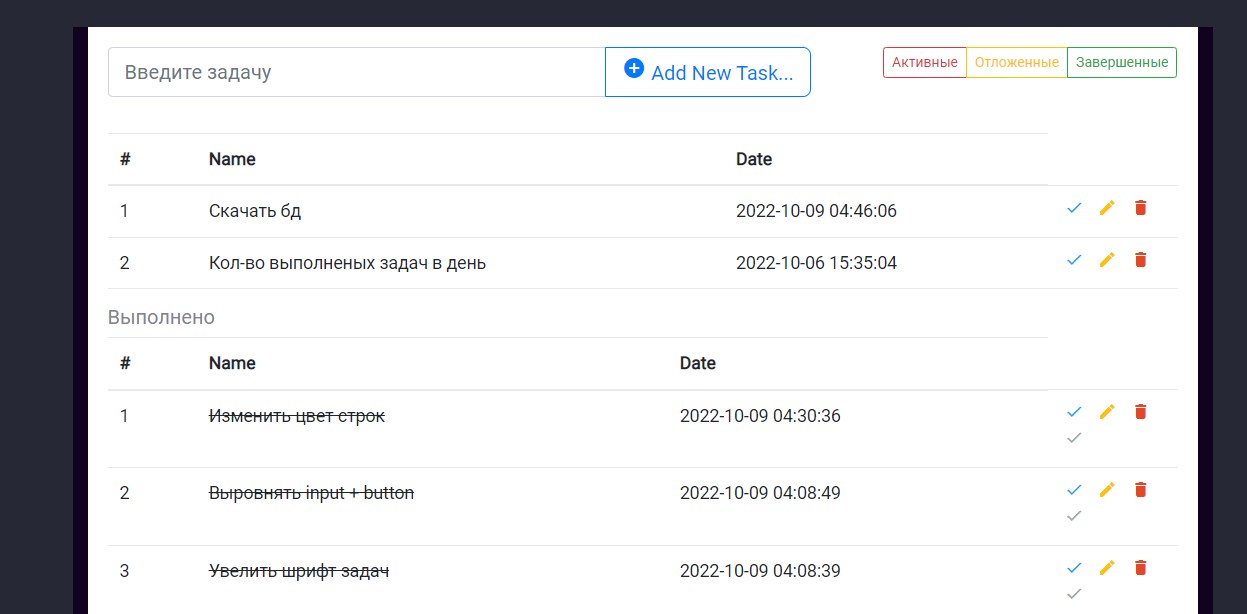 Введите задачу Add New Task... Активные Отложенные Завершенные
# Name Date
1 Скачать бд 2022-10-09 04:46:06
2 Кол-во выполненых задач в день 2022-10-06 15:35:04
Выполнено
# Name Date
1 Изменить цвет строк 2022-10-09 04:30:36
2 Выровнять input + button 2022-10-09 04:08:49
3 Увелить шрифт задач 2022-10-09 04:08:39